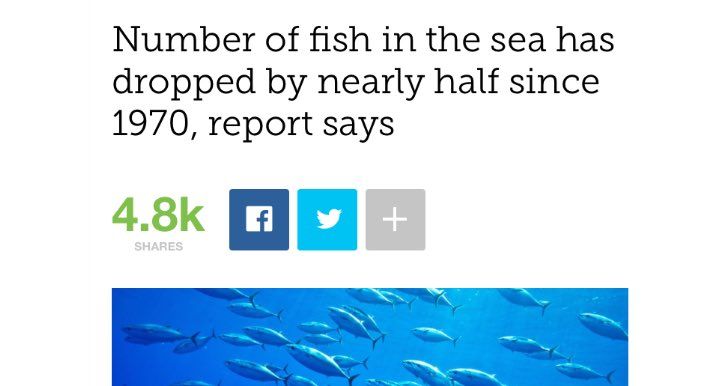 Number of fish in the sea has
dropped by nearly half since
1970, report says
4.8k
SHARES